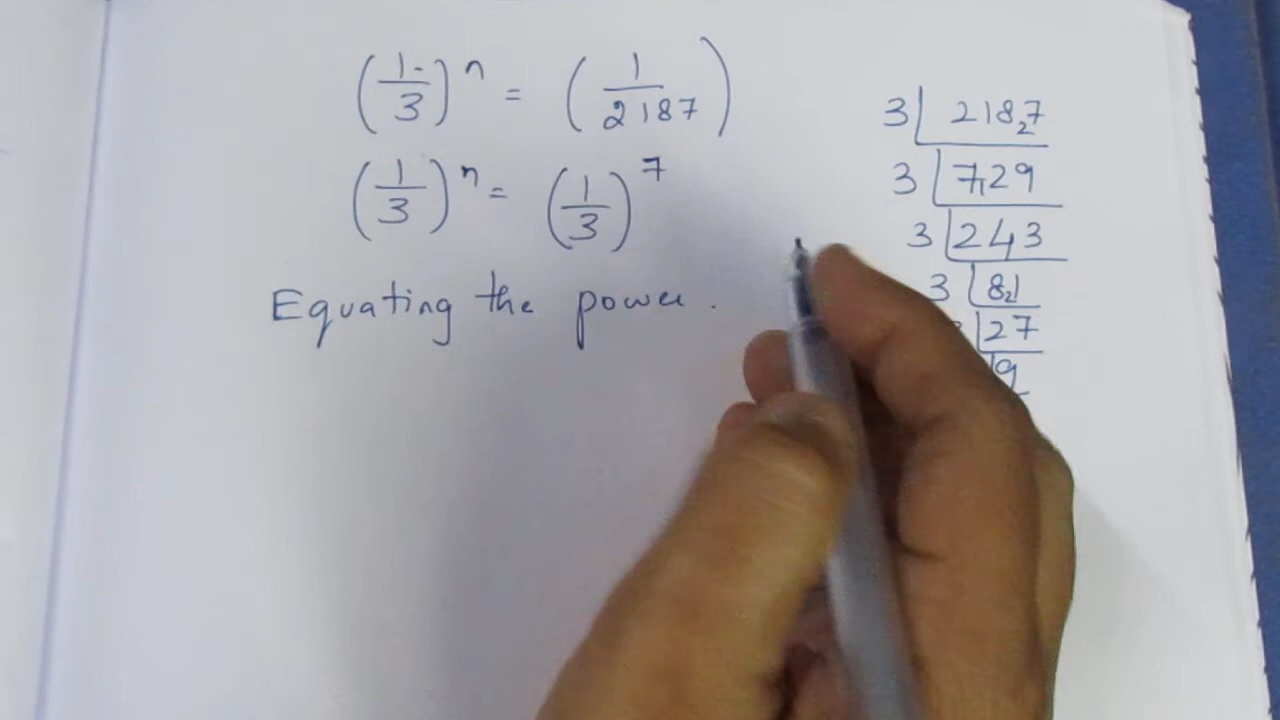 (1/3)^n = (1/2187)
(1/3)^n = (1/3)^7
Equating the power.
3 | 2187
3 | 729
3 | 243
3 | 81
| 27
| 9